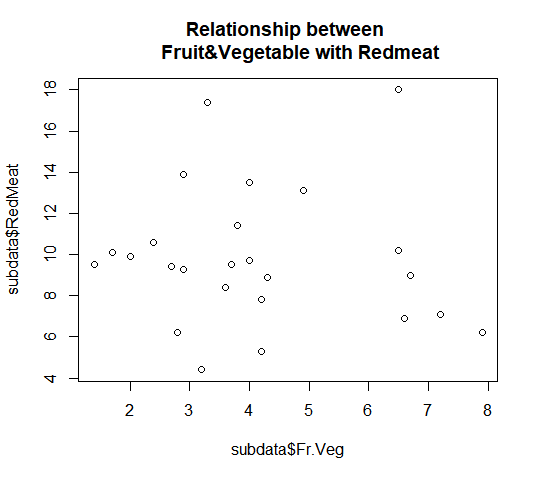 Relationship between
Fruit&Vegetable with Redmeat
18
16
14
12
10
8
6
4
subdata$RedMeat
2 3 4 5 6 7 8
subdata$Fr.Veg